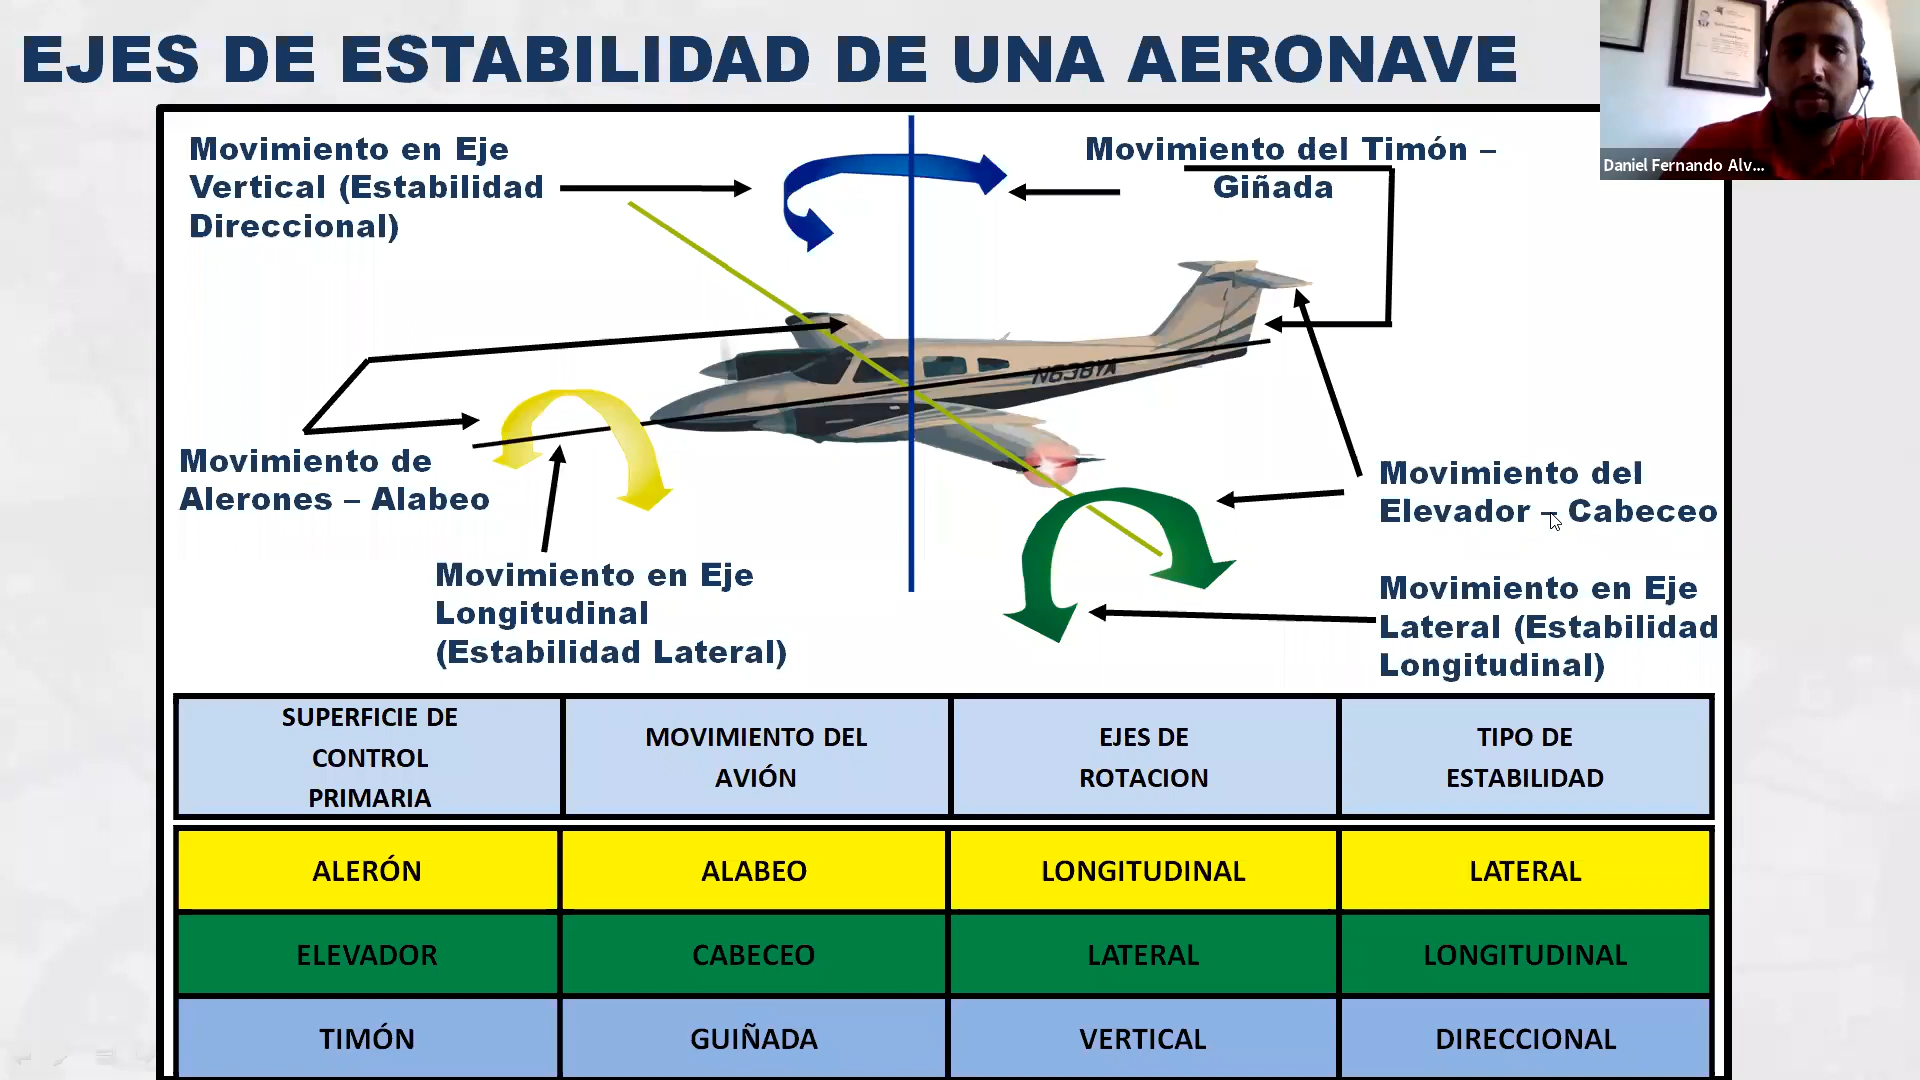 EJES DE ESTABILIDAD DE UNA AERONAVE
Daniel Fernando Alv...
Movimiento en Eje
Vertical (Estabilidad
Direccional)
Movimiento del Timón –
Giñada
N638YA
Movimiento de
Alerones – Alabeo
Movimiento del
Elevador – Cabeceo
Movimiento en Eje
Longitudinal
(Estabilidad Lateral)
Movimiento en Eje
Lateral (Estabilidad
Longitudinal)
SUPERFICIE DE
CONTROL
PRIMARIA
MOVIMIENTO DEL
AVIÓN
EJES DE
ROTACION
TIPO DE
ESTABILIDAD
ALERÓN
ALABEO
LONGITUDINAL
LATERAL
ELEVADOR
CABECEO
LATERAL
LONGITUDINAL
TIMÓN
GUIÑADA
VERTICAL
DIRECCIONAL